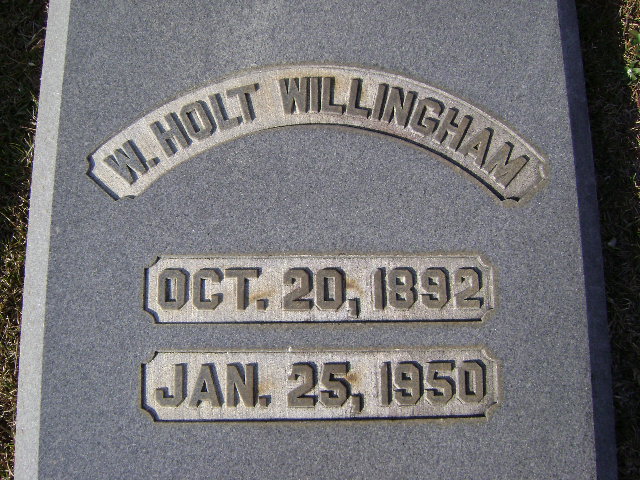 W. HOLT WILLINGHAM
OCT. 20, 1892
JAN. 25, 1950